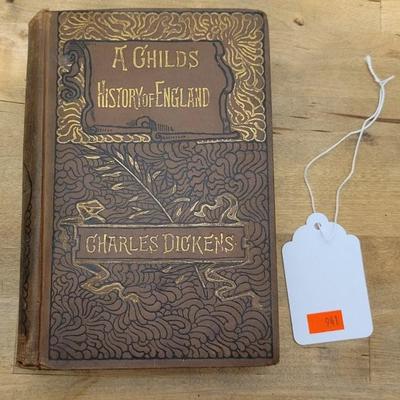 A CHILDS
HISTORY OF ENGLAND
CHARLES DICKENS
941